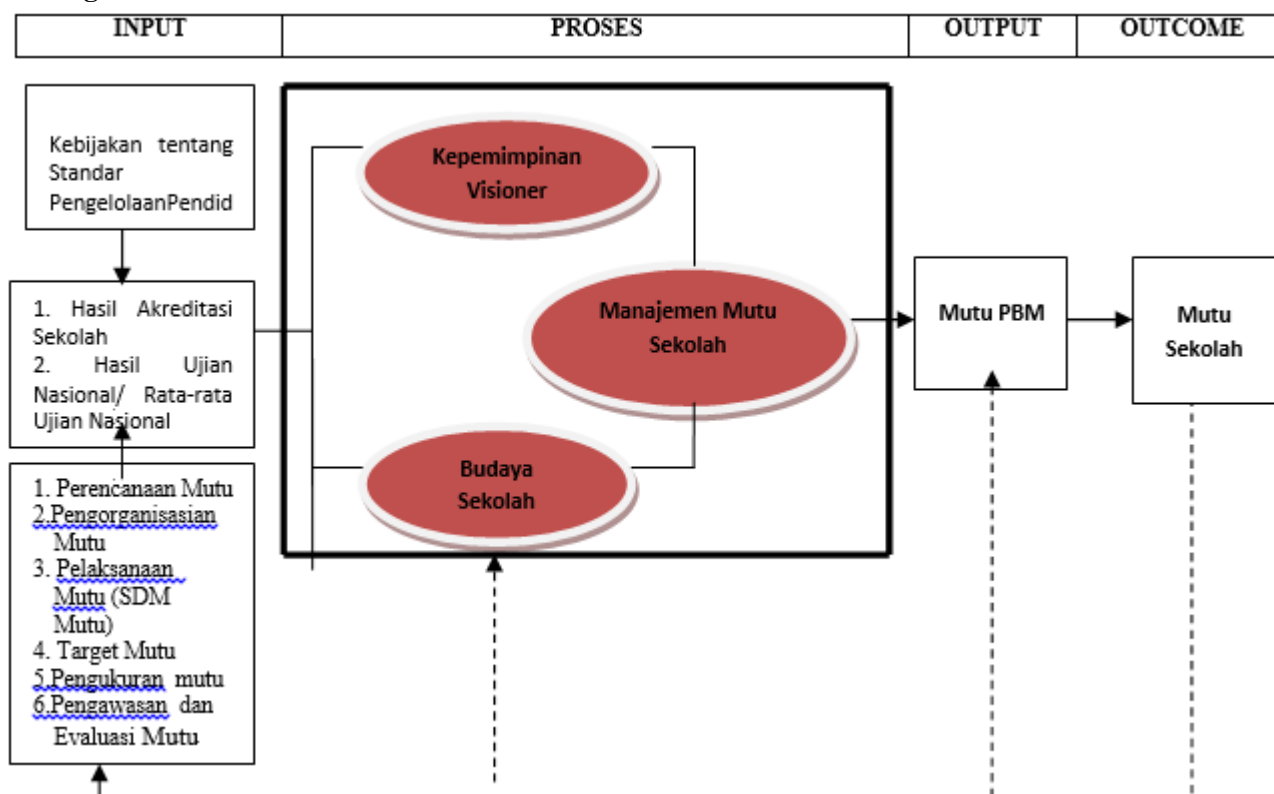 INPUT
PROSES
OUTPUT
OUTCOME
Kebijakan tentang
Standar
PengelolaanPendid
1. Hasil Akreditasi
Sekolah
2. Hasil Ujian
Nasional/ Rata-rata
Ujian Nasional
1. Perencanaan Mutu
2.Pengorganisasian
Mutu
3. Pelaksanaan
Mutu (SDM
Mutu)
4. Target Mutu
5.Pengukuran mutu
6.Pengawasan dan
Evaluasi Mutu
Kepemimpinan
Visioner
Manajemen Mutu
Sekolah
Budaya
Sekolah
Mutu PBM
Mutu
Sekolah